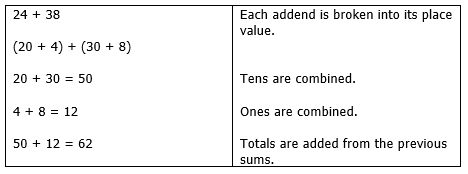 24 + 38
Each addend is broken into its place
value.
(20 + 4) + (30 + 8)
20 + 30 = 50
Tens are combined.
4 + 8 = 12
Ones are combined.
50 + 12 = 62
Totals are added from the previous
sums.